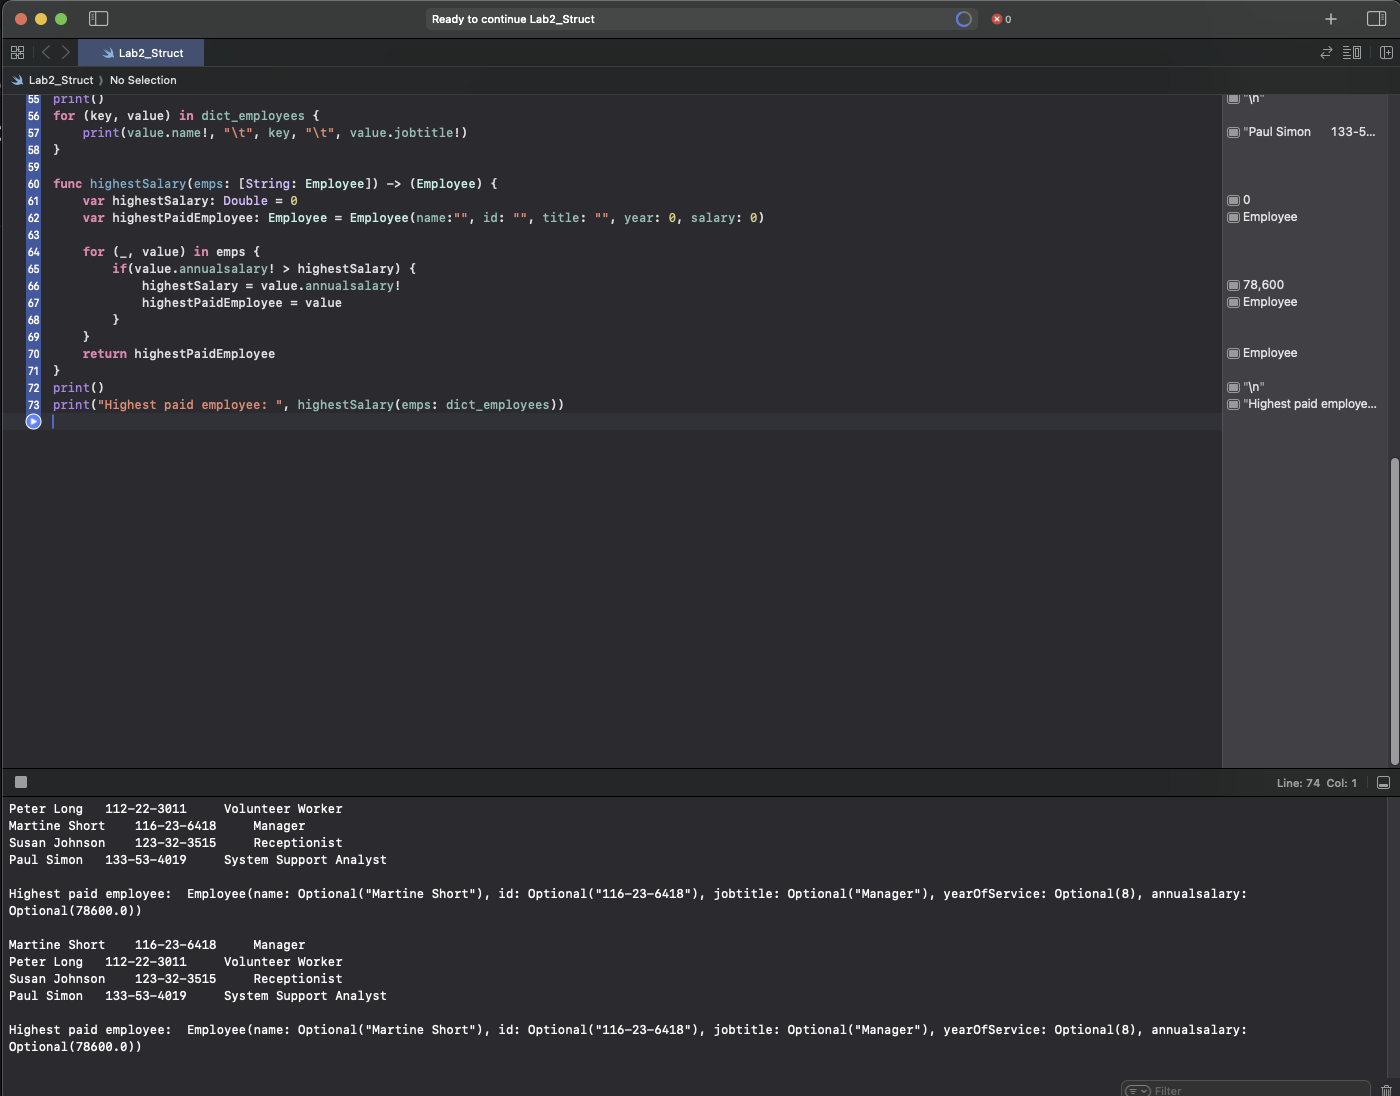 Ready to continue Lab2_Struct
0
Lab2_Struct
Lab2_Struct ⟩ No Selection
55 print()
"\n"
56 for (key, value) in dict_employees {
57     print(value.name!, "\t", key, "\t", value.jobtitle!)
"Paul Simon 133-5...
58 }
59
60 func highestSalary(emps: [String: Employee]) -> (Employee) {
61     var highestSalary: Double = 0
0
62     var highestPaidEmployee: Employee = Employee(name:"", id: "", title: "", year: 0, salary: 0)
Employee
63
64     for (_, value) in emps {
65         if(value.annualsalary! > highestSalary) {
66             highestSalary = value.annualsalary!
78,600
67             highestPaidEmployee = value
Employee
68         }
69     }
70     return highestPaidEmployee
Employee
71 }
72 print()
"\n"
73 print("Highest paid employee: ", highestSalary(emps: dict_employees))
"Highest paid employe...
Line: 74 Col: 1
Peter Long 112-22-3011 Volunteer Worker
Martine Short 116-23-6418 Manager
Susan Johnson 123-32-3515 Receptionist
Paul Simon 133-53-4019 System Support Analyst
Highest paid employee:  Employee(name: Optional("Martine Short"), id: Optional("116-23-6418"), jobtitle: Optional("Manager"), yearOfService: Optional(8), annualsalary:
Optional(78600.0))
Martine Short 116-23-6418 Manager
Peter Long 112-22-3011 Volunteer Worker
Susan Johnson 123-32-3515 Receptionist
Paul Simon 133-53-4019 System Support Analyst
Highest paid employee:  Employee(name: Optional("Martine Short"), id: Optional("116-23-6418"), jobtitle: Optional("Manager"), yearOfService: Optional(8), annualsalary:
Optional(78600.0))
Filter